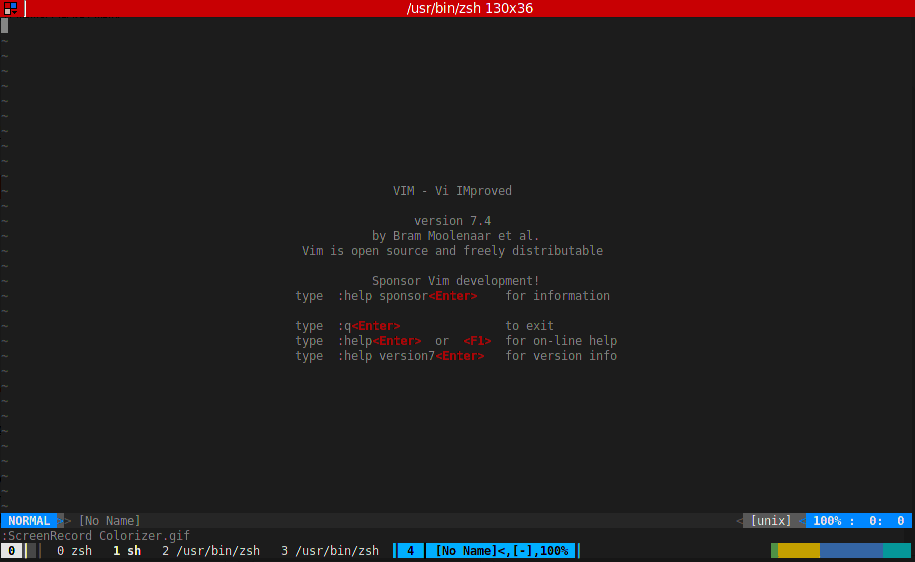 /usr/bin/zsh 130x36
~
~
~
~
~
~
~
~
~
~
VIM - Vi IMproved
~
~
version 7.4
~
by Bram Moolenaar et al.
~
Vim is open source and freely distributable
~
~
Sponsor Vim development!
~
type :help sponsor<Enter> for information
~
~
type :q<Enter> to exit
~
type :help<Enter> or <F1> for on-line help
~
type :help version7<Enter> for version info
~
~
~
~
~
~
~
~
~
~
NORMAL > [No Name] < [unix] < 100% : 0: 0
:ScreenRecord Colorizer.gif
0 0 zsh 1 sh 2 /usr/bin/zsh 3 /usr/bin/zsh 4 [No Name]<,[-],100%